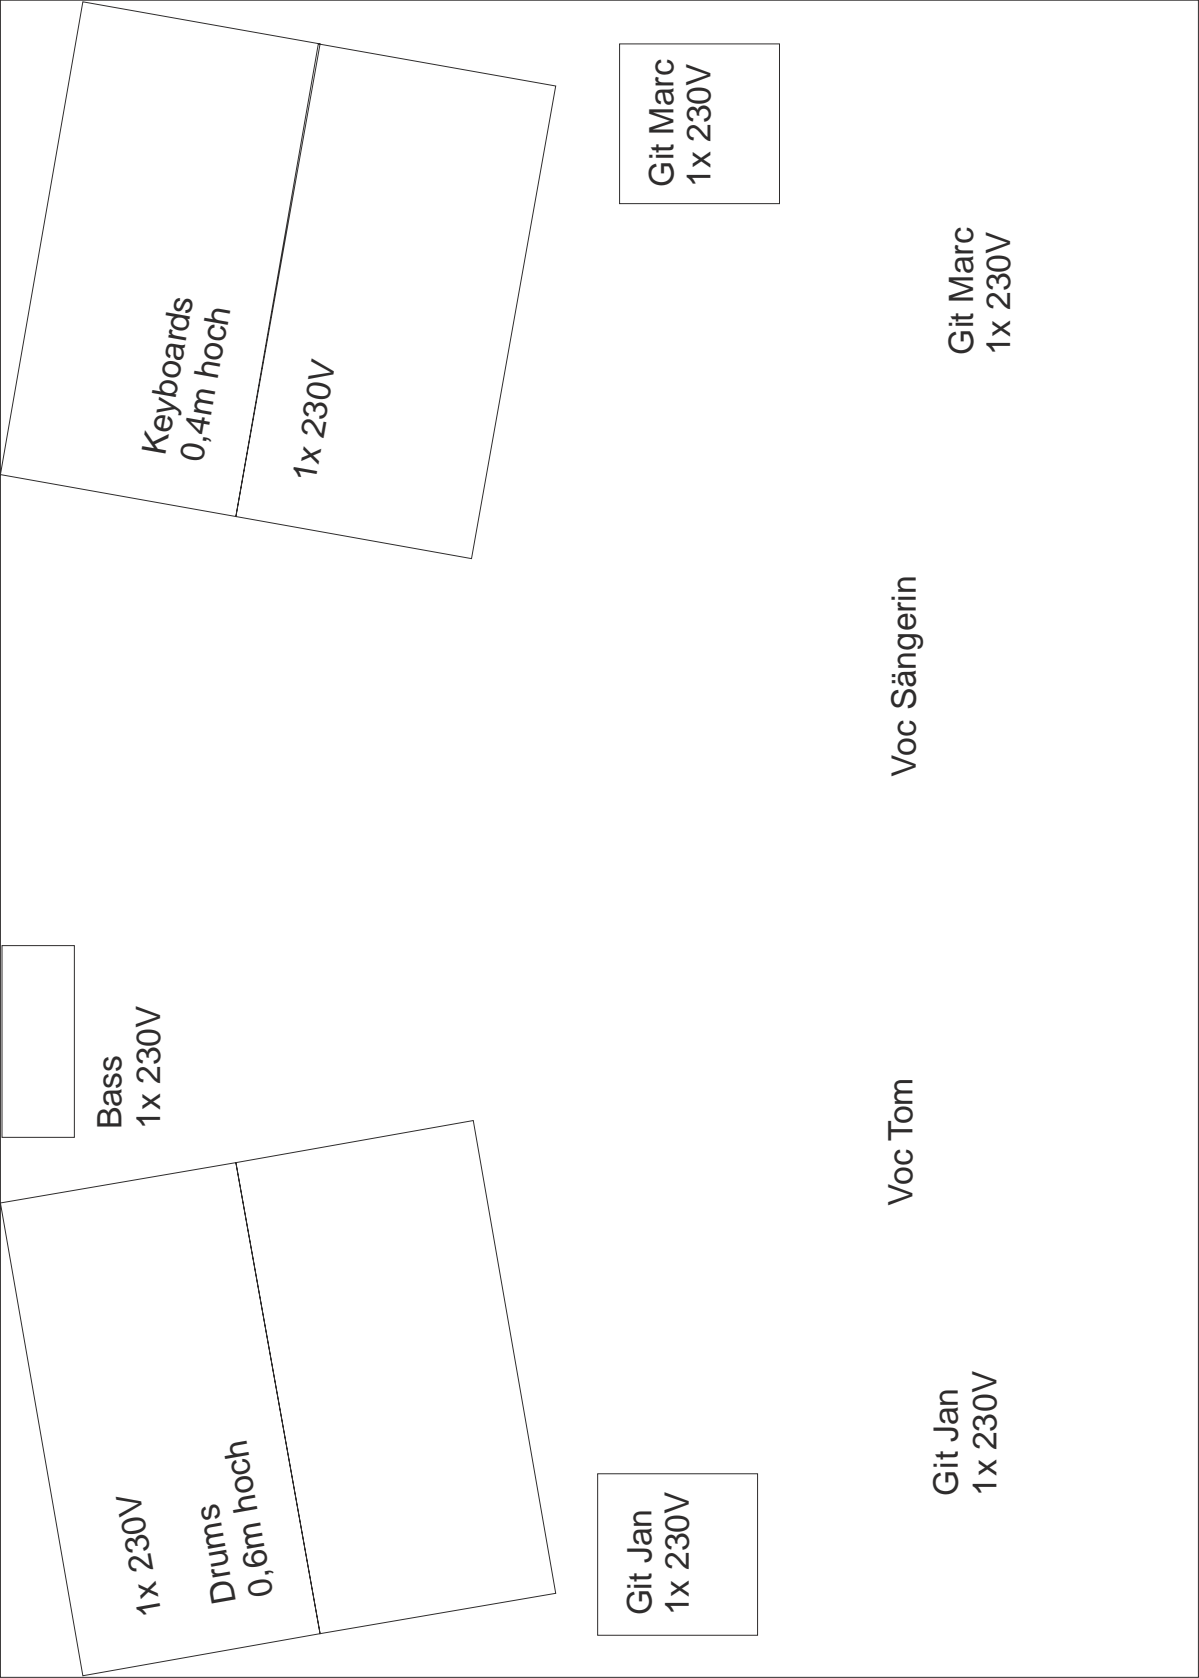 Bass
1x 230V
1x 230V
Drums
0,6m hoch
Keyboards
0,4m hoch
1x 230V
Git Jan
1x 230V
Git Marc
1x 230V
Voc Tom
Voc Sängerin
Git Jan
1x 230V
Git Marc
1x 230V